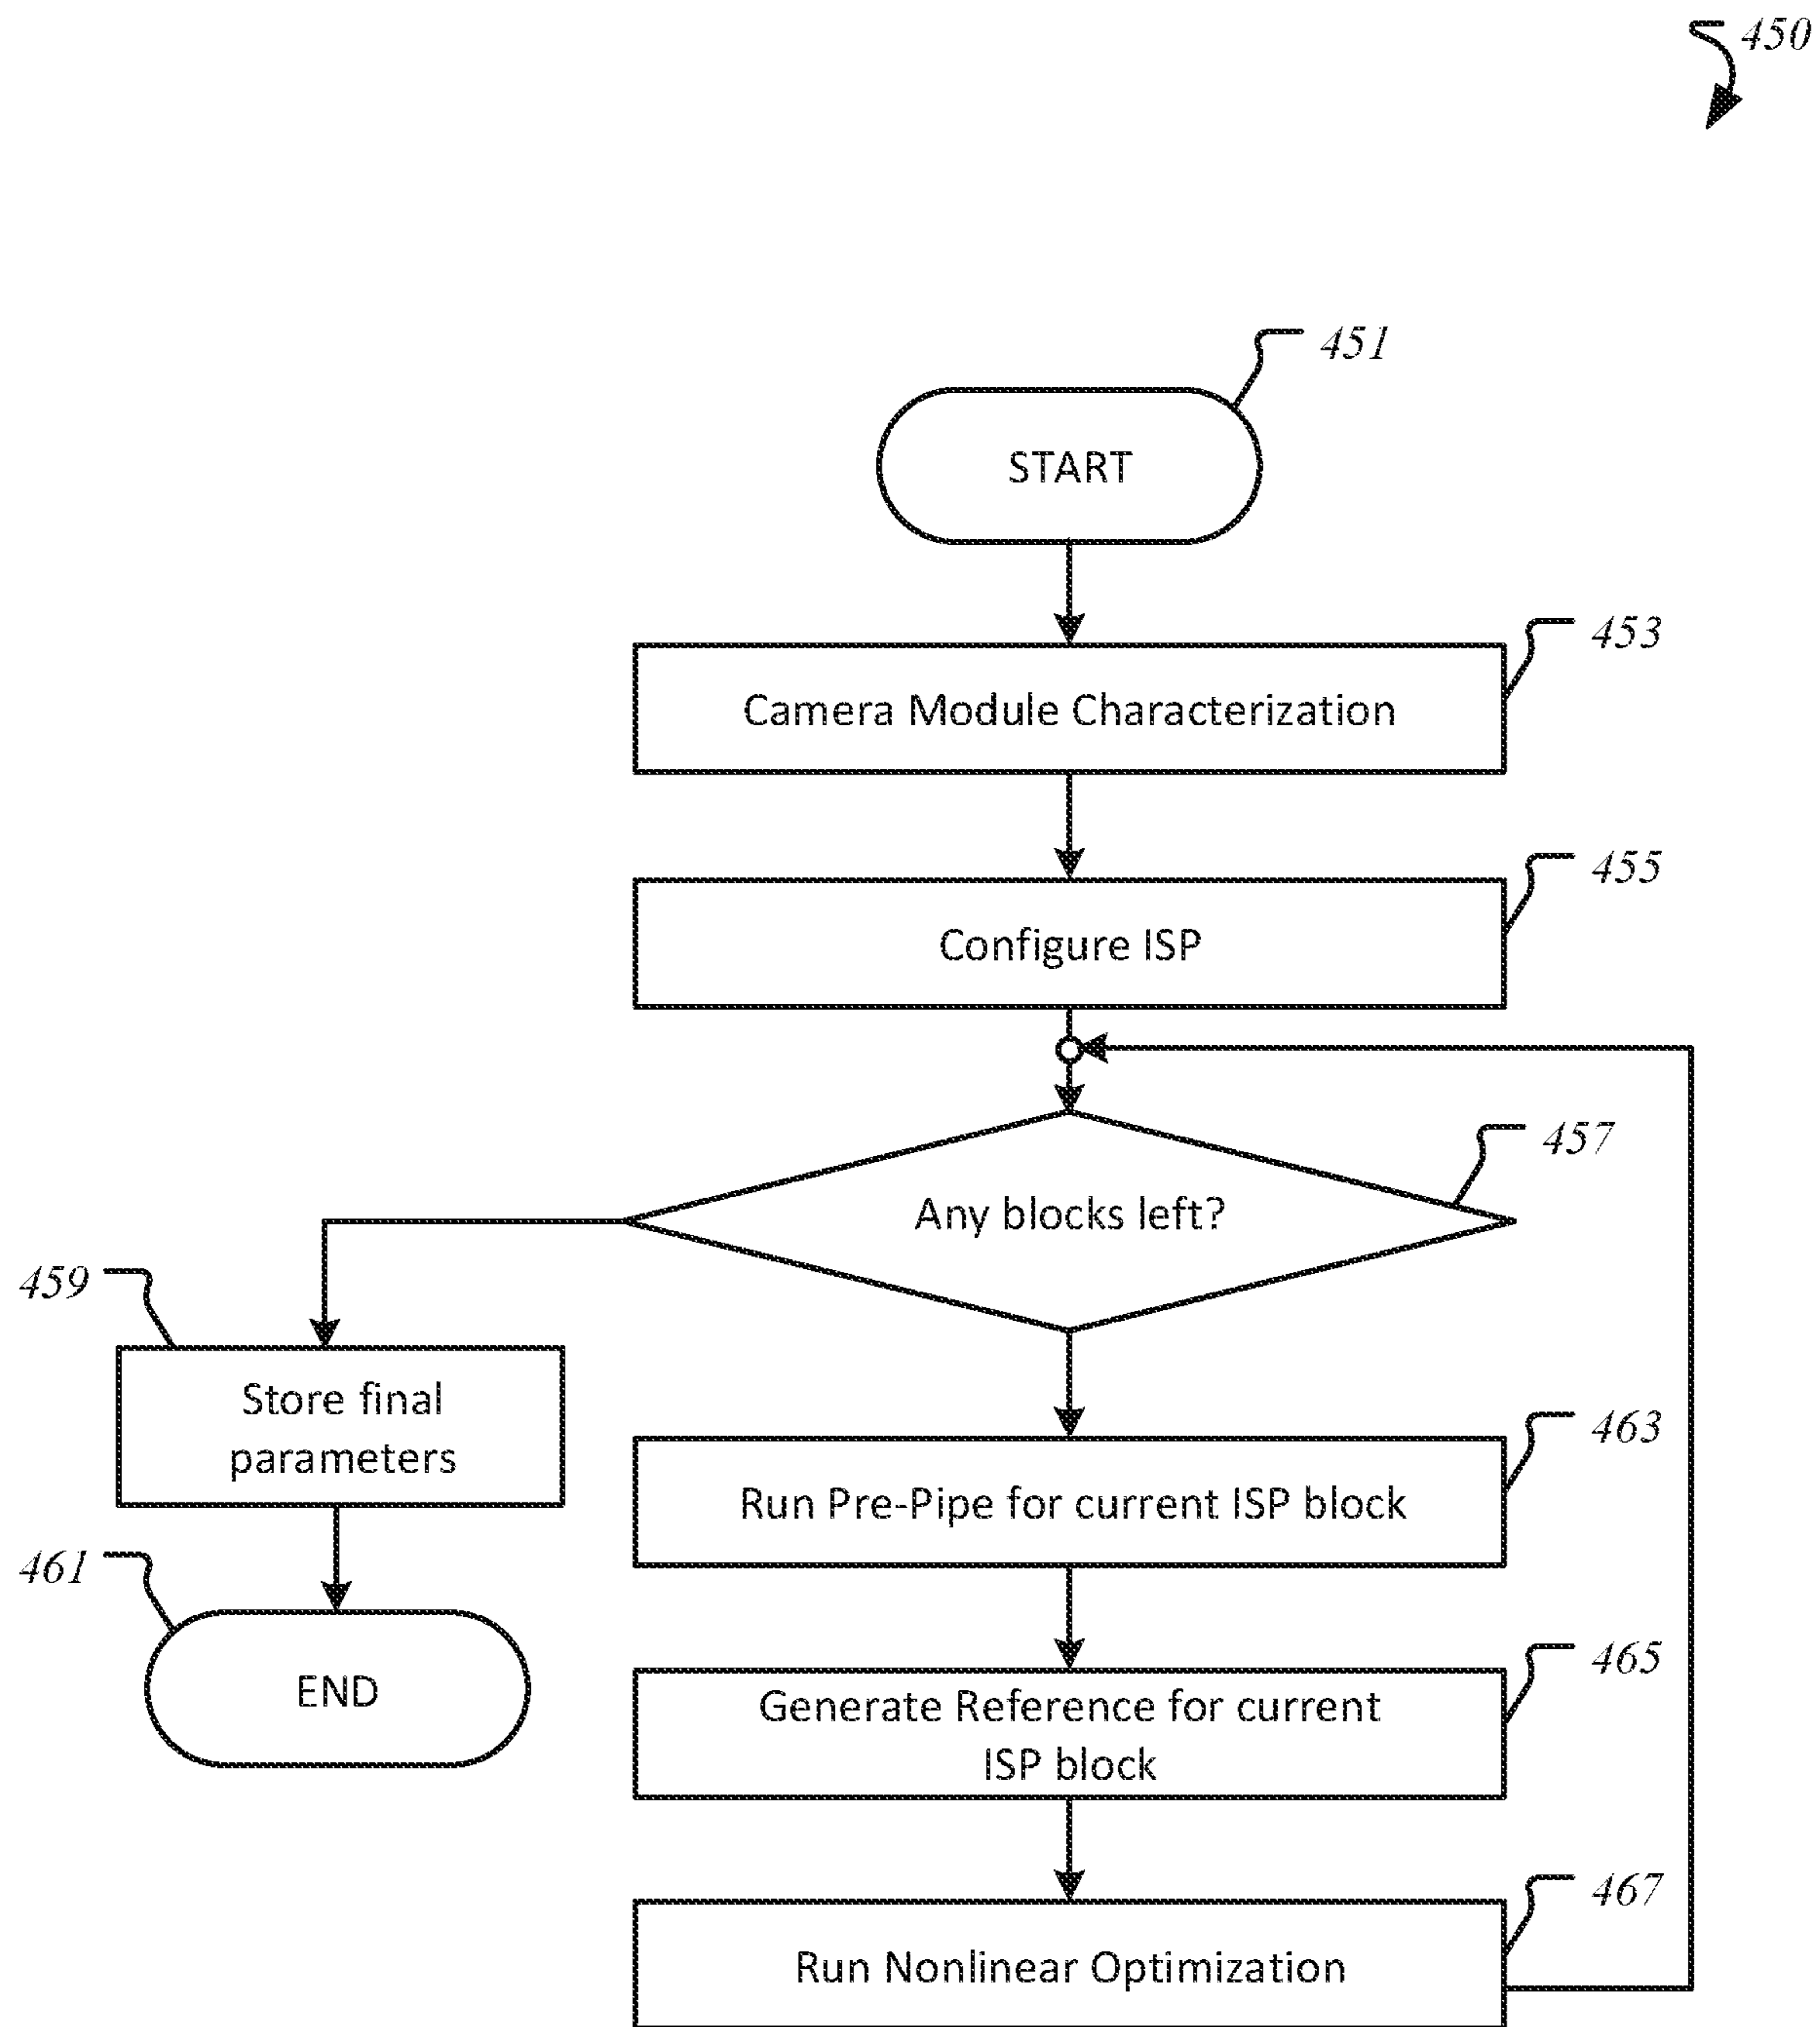 450
451
START
453
Camera Module Characterization
455
Configure ISP
457
Any blocks left?
459
Store final
parameters
463
Run Pre-Pipe for current ISP block
461
END
465
Generate Reference for current
ISP block
467
Run Nonlinear Optimization